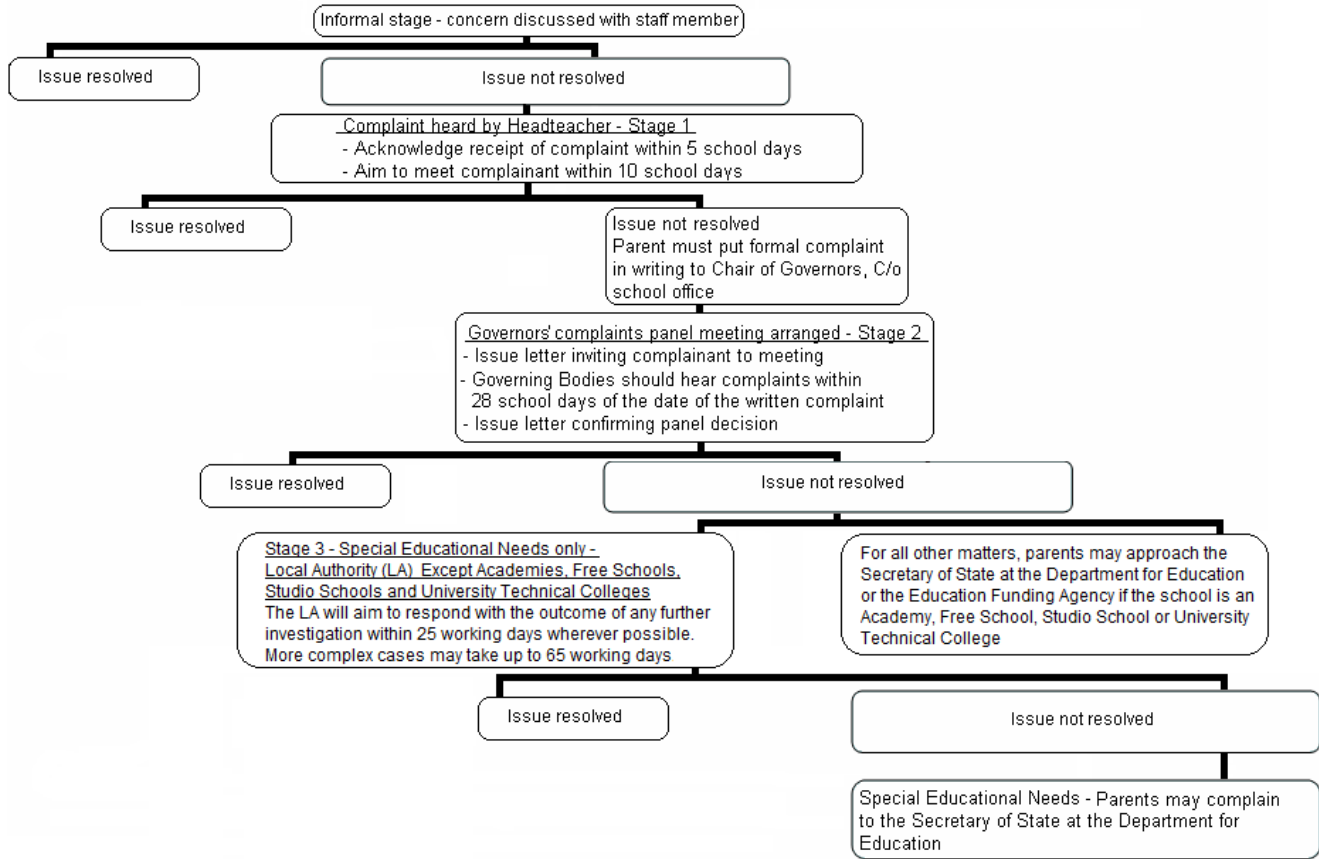 Informal stage - concern discussed with staff member
Issue resolved
Issue not resolved
Complaint heard by Headteacher - Stage 1
- Acknowledge receipt of complaint within 5 school days
- Aim to meet complainant within 10 school days
Issue resolved
Issue not resolved
Parent must put formal complaint
in writing to Chair of Governors, C/o
school office
Governors' complaints panel meeting arranged - Stage 2
- Issue letter inviting complainant to meeting
- Governing Bodies should hear complaints within
28 school days of the date of the written complaint
- Issue letter confirming panel decision
Issue resolved
Issue not resolved
Stage 3 - Special Educational Needs only -
Local Authority (LA) Except Academies, Free Schools,
Studio Schools and University Technical Colleges
The LA will aim to respond with the outcome of any further
investigation within 25 working days wherever possible.
More complex cases may take up to 65 working days
For all other matters, parents may approach the
Secretary of State at the Department for Education
or the Education Funding Agency if the school is an
Academy, Free School, Studio School or University
Technical College
Issue resolved
Issue not resolved
Special Educational Needs - Parents may complain
to the Secretary of State at the Department for
Education